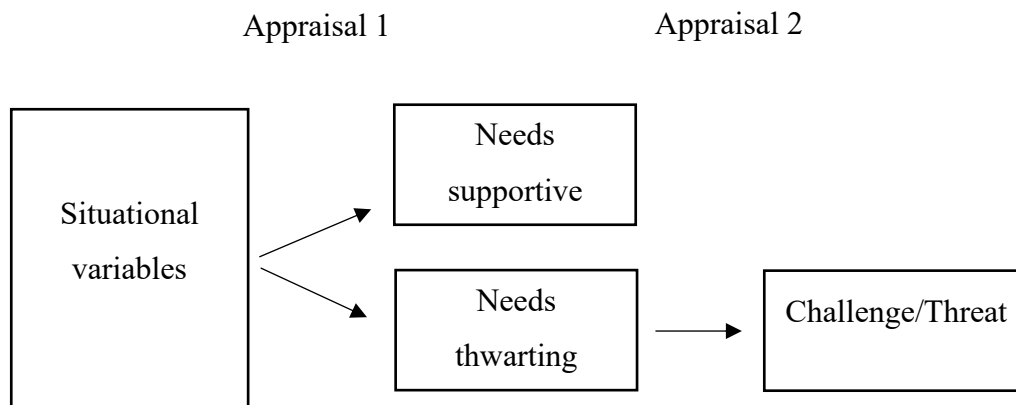 Appraisal 1
Appraisal 2
Situational
variables
Needs
supportive
Needs
thwarting
Challenge/Threat